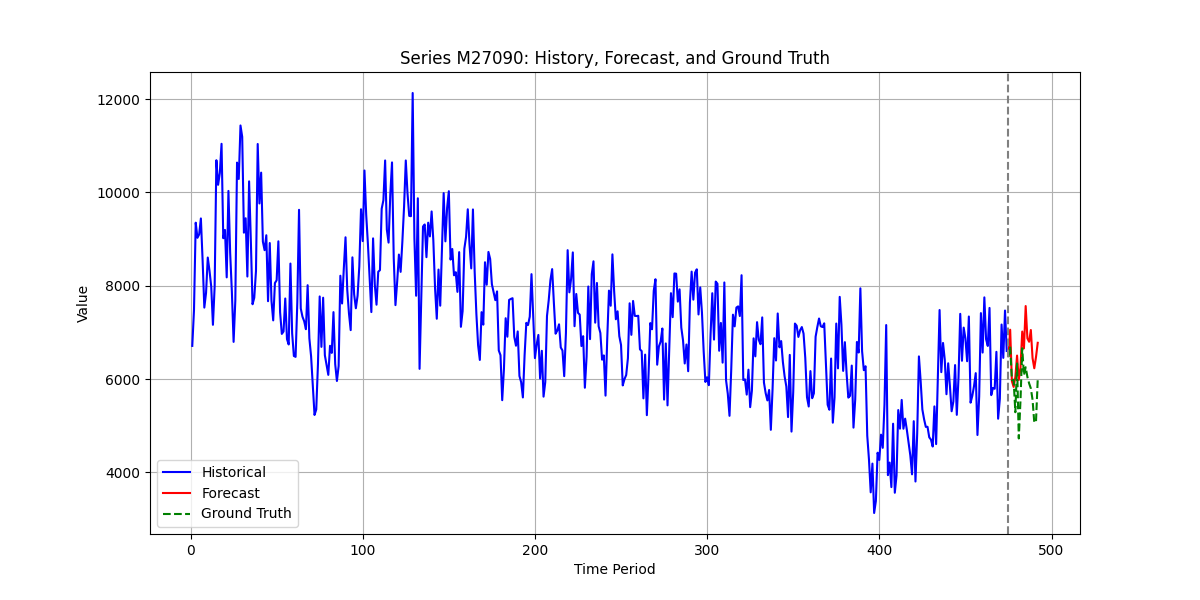 Series M27090: History, Forecast, and Ground Truth
12000
10000
8000
6000
4000
Value
Historical
Forecast
Ground Truth
0
100
200
300
400
500
Time Period